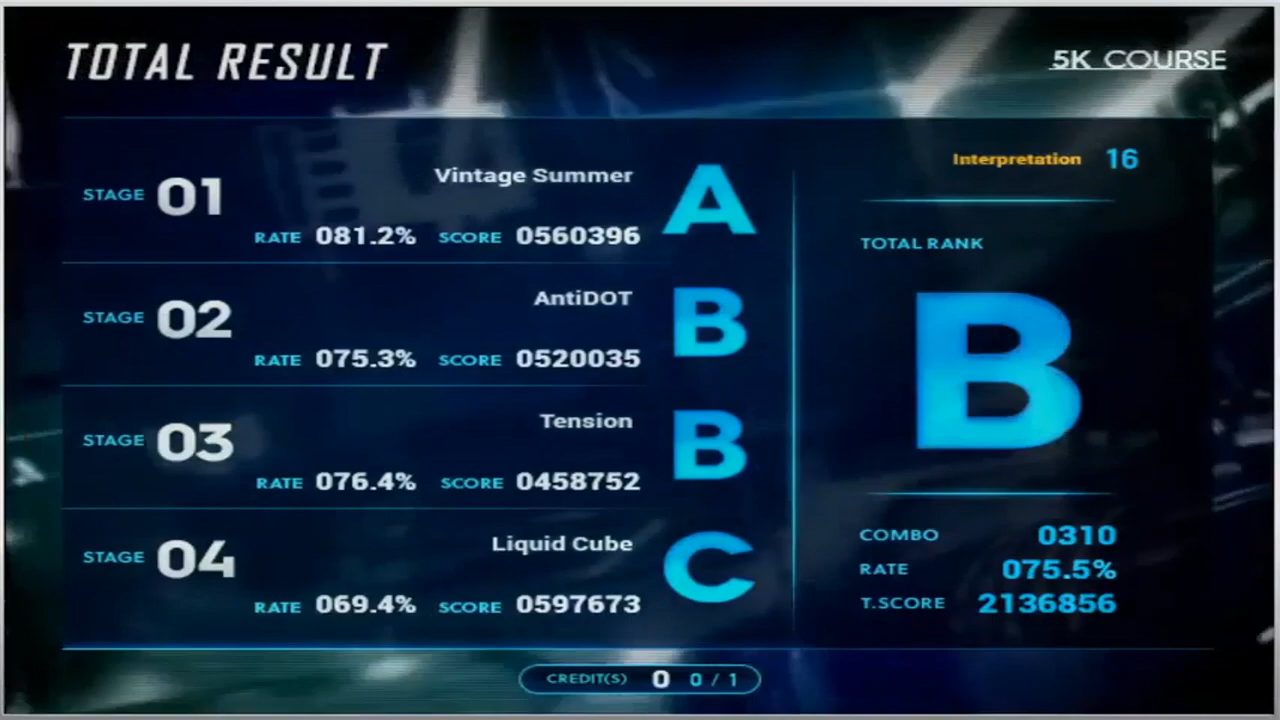 TOTAL RESULT
5K COURSE
STAGE 01
Vintage Summer
RATE 081.2% SCORE 0560396
A
STAGE 02
AntiDOT
RATE 075.3% SCORE 0520035
B
STAGE 03
Tension
RATE 076.4% SCORE 0458752
B
STAGE 04
Liquid Cube
RATE 069.4% SCORE 0597673
C
Interpretation 16
TOTAL RANK
B
COMBO 0310
RATE 075.5%
T.SCORE 2136856
CREDIT(S) 0 0 / 1